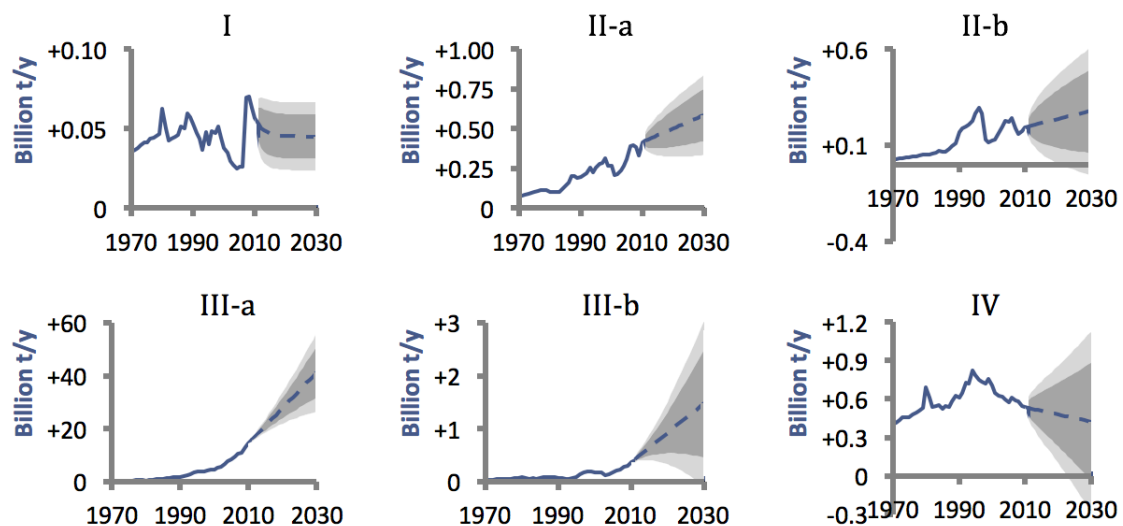 I
Billion t/y
+0.10
+0.05
0
1970 1990 2010 2030
II-a
Billion t/y
+1.00
+0.75
+0.50
+0.25
0
1970 1990 2010 2030
II-b
Billion t/y
+0.6
+0.1
-0.4
1970 1990 2010 2030
III-a
Billion t/y
+60
+40
+20
0
1970 1990 2010 2030
III-b
Billion t/y
+3
+2
+1
0
1970 1990 2010 2030
IV
Billion t/y
+1.2
+0.9
+0.6
+0.3
0
-0.3
1970 1990 2010 2030